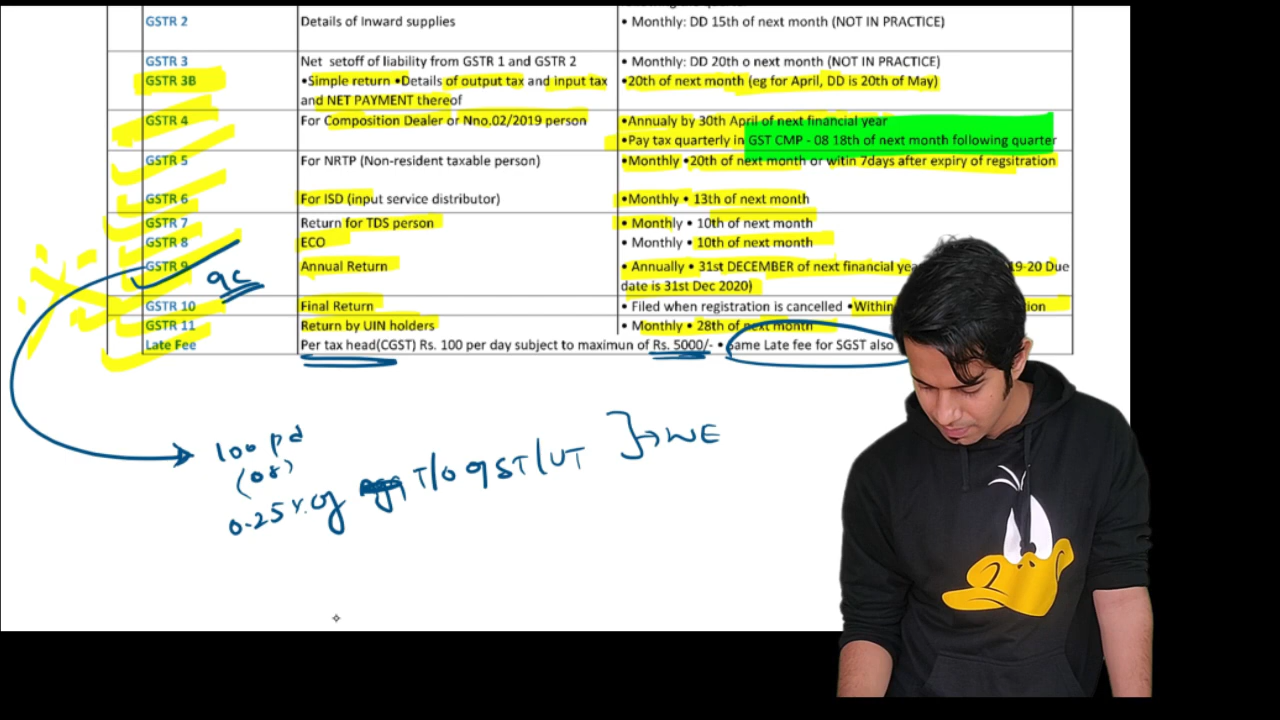 GSTR 2 Details of Inward supplies • Monthly: DD 15th of next month (NOT IN PRACTICE)
GSTR 3 Net setoff of liability from GSTR 1 and GSTR 2 • Monthly: DD 20th o next month (NOT IN PRACTICE)
GSTR 3B •Simple return •Details of output tax and input tax •20th of next month (eg for April, DD is 20th of May)
and NET PAYMENT thereof
GSTR 4 For Composition Dealer or Nno.02/2019 person •Annualy by 30th April of next financial year
•Pay tax quarterly in GST CMP - 08 18th of next month following quarter
GSTR 5 For NRTP (Non-resident taxable person) •Monthly •20th of next month or witin 7days after expiry of regsitration
GSTR 6 For ISD (input service distributor) •Monthly • 13th of next month
GSTR 7 Return for TDS person • Monthly • 10th of next month
GSTR 8 ECO • Monthly • 10th of next month
GSTR 9 9c Annual Return • Annually • 31st DECEMBER of next financial 19-20 Due
date is 31st Dec 2020)
GSTR 10 Final Return • Filed when registration is cancelled •Within
GSTR 11 Return by UIN holders • Monthly • 28th of next month
Late Fee Per tax head(CGST) Rs. 100 per day subject to maximun of Rs. 5000/- • Same Late fee for SGST also
100 pd
(or)
0.25% of T/O GST/UT } → WE